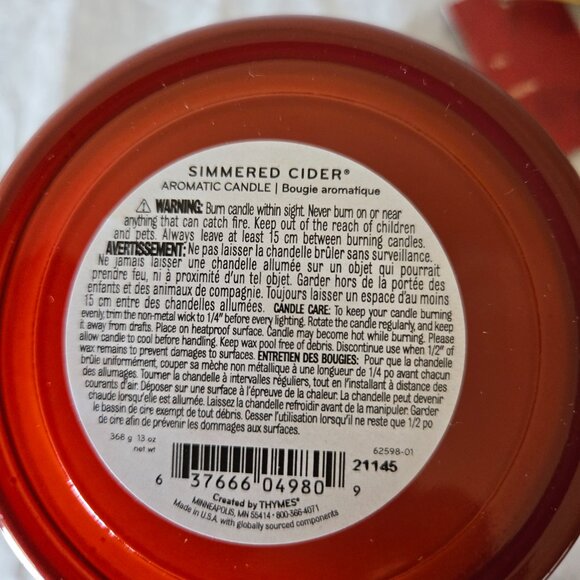 SIMMERED CIDER®
AROMATIC CANDLE | Bougie aromatique
⚠ WARNING: Burn candle within sight. Never burn on or near
anything that can catch fire. Keep out of the reach of children
and pets. Always leave at least 15 cm between burning candles.
AVERTISSEMENT: Ne pas laisser la chandelle brûler sans surveillance.
Ne jamais laisser une chandelle allumée sur un objet qui pourrait
prendre feu, ni à proximité d'un tel objet. Garder hors de la portée des
enfants et des animaux de compagnie. Toujours laisser un espace d'au moins
15 cm entre des chandelles allumées. CANDLE CARE: To keep your candle burning
evenly, trim the non-metal wick to 1/4" before every lighting. Rotate the candle regularly, and keep
it away from drafts. Place on heatproof surface. Candle may become hot while burning. Please
allow candle to cool before handling. Keep wax pool free of debris. Discontinue use when 1/2" of
wax remains to prevent damages to surfaces. ENTRETIEN DES BOUGIES: Pour que la chandelle
brûle uniformément, couper sa mèche non métallique à une longueur de 1/4 po avant chacun
des allumages. Tourner la chandelle à intervalles réguliers, tout en l'installant à distance des
courants d'air. Déposer sur une surface à l'épreuve de la chaleur. La chandelle peut devenir
chaude lorsqu'elle est allumée. Laissez la chandelle refroidir avant de la manipuler. Garder
le bassin de cire exempt de tout débris. Cesser l'utilisation lorsqu'il ne reste que 1/2 po
de cire afin de prévenir des dommages aux surfaces.
366 g 13 oz
net wt
62598-01
21145
6 37666 04980 9
Created by THYMES®
MINNEAPOLIS, MN 55414 • 800-366-4071
Made in U.S.A. with globally sourced components